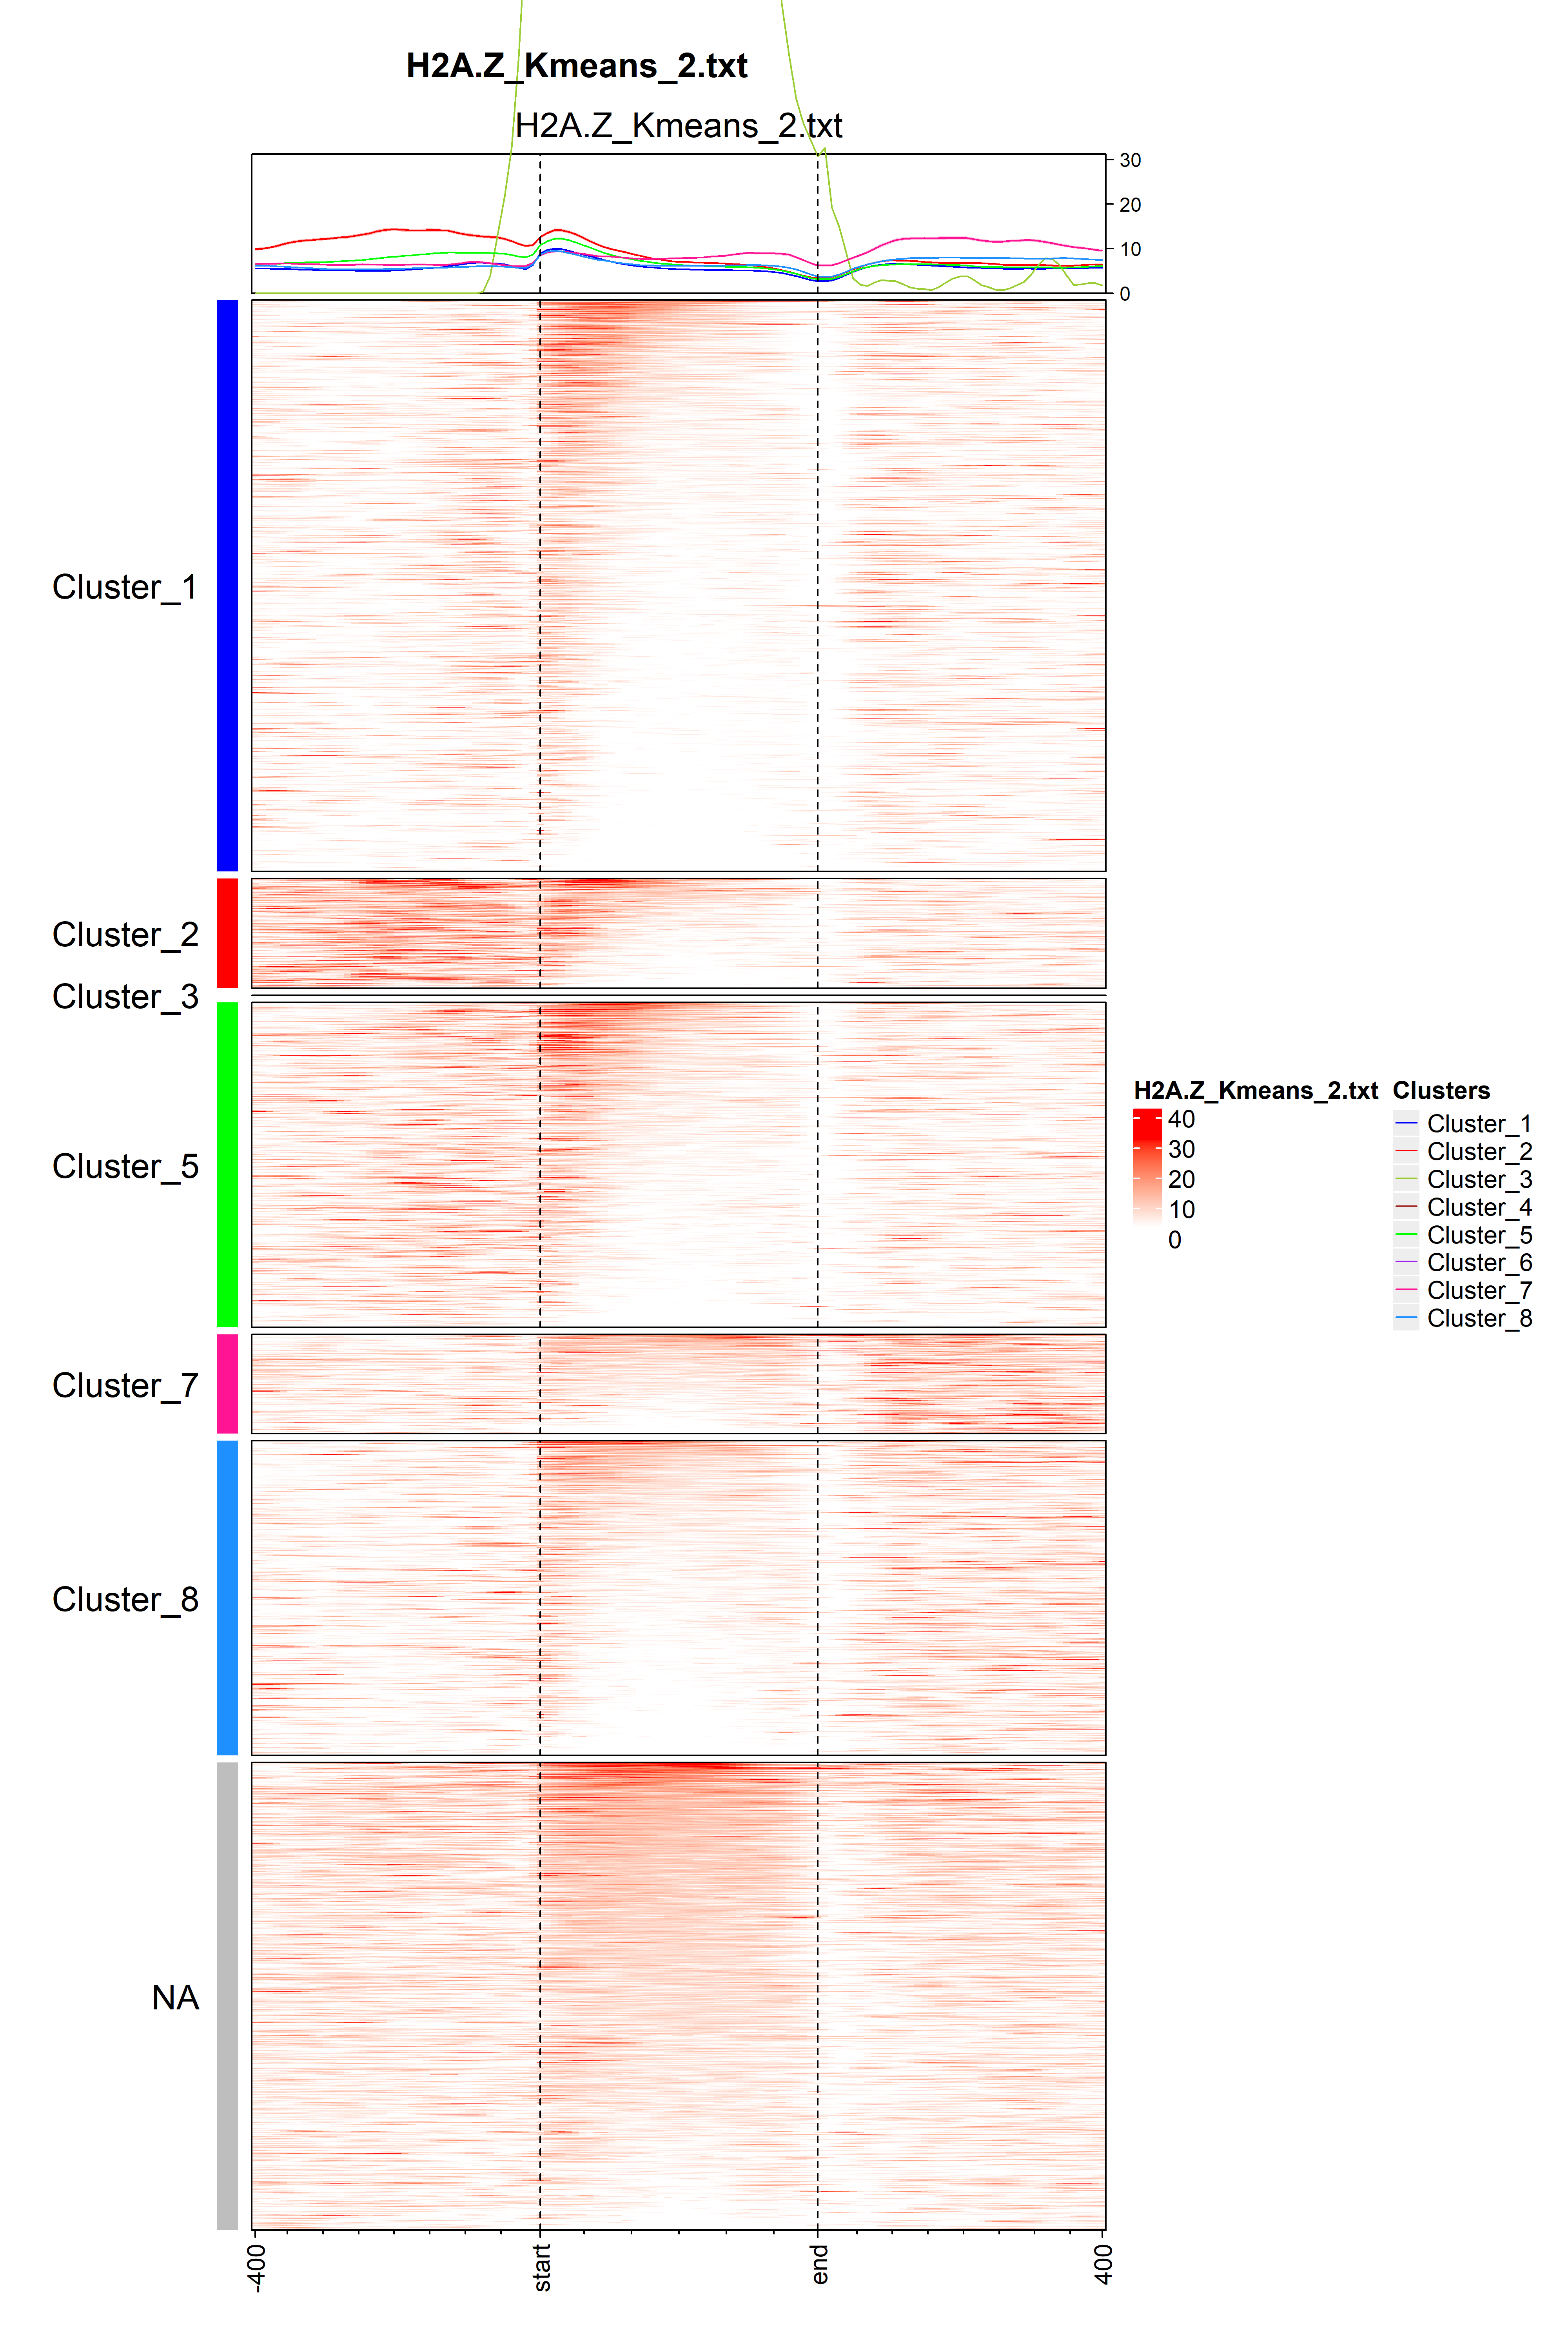 H2A.Z_Kmeans_2.txt
H2A.Z_Kmeans_2.txt
30
20
10
0
Cluster_1
Cluster_2
Cluster_3
Cluster_5
Cluster_7
Cluster_8
NA
H2A.Z_Kmeans_2.txt
40
30
20
10
0
Clusters
Cluster_1
Cluster_2
Cluster_3
Cluster_4
Cluster_5
Cluster_6
Cluster_7
Cluster_8
-400
start
end
400